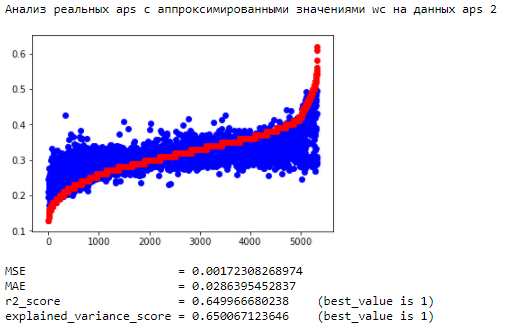 Анализ реальных aps с аппроксимированными значениями wc на данных aps 2
0.6
0.5
0.4
0.3
0.2
0.1
0 1000 2000 3000 4000 5000
MSE = 0.00172308268974
MAE = 0.0286395452837
r2_score = 0.649966680238 (best_value is 1)
explained_variance_score = 0.650067123646 (best_value is 1)